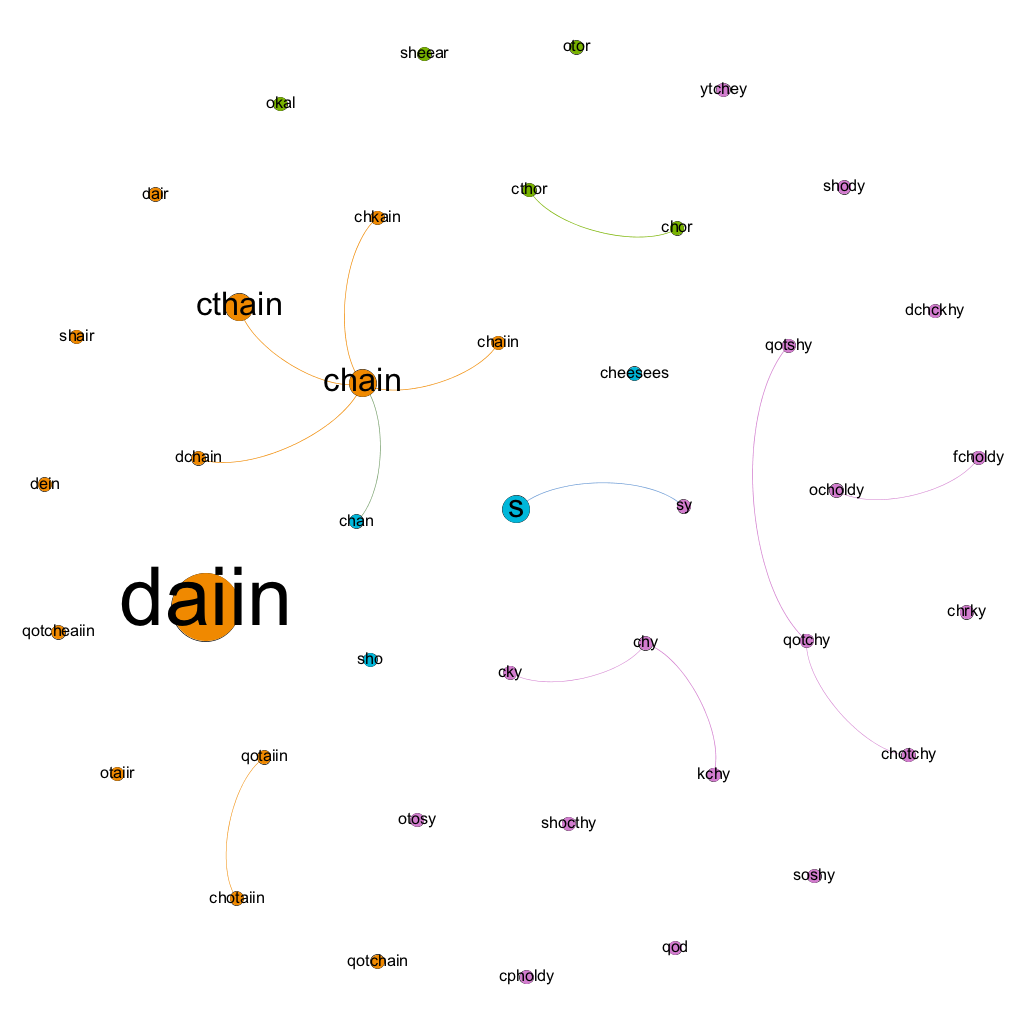 otor
sheear
ytchey
okal
shody
cthor
dair
chkain
chor
cthain
dchckhy
shair
chaiin
qotshy
cheesees
chain
dchain
fcholdy
dein
ocholdy
s
sy
chan
daiin
chrky
qotcheaiin
qotchy
chy
sho
cky
qotaiin
chotchy
otaiir
kchy
otosy
shocthy
soshy
chotaiin
qod
qotchain
cpholdy